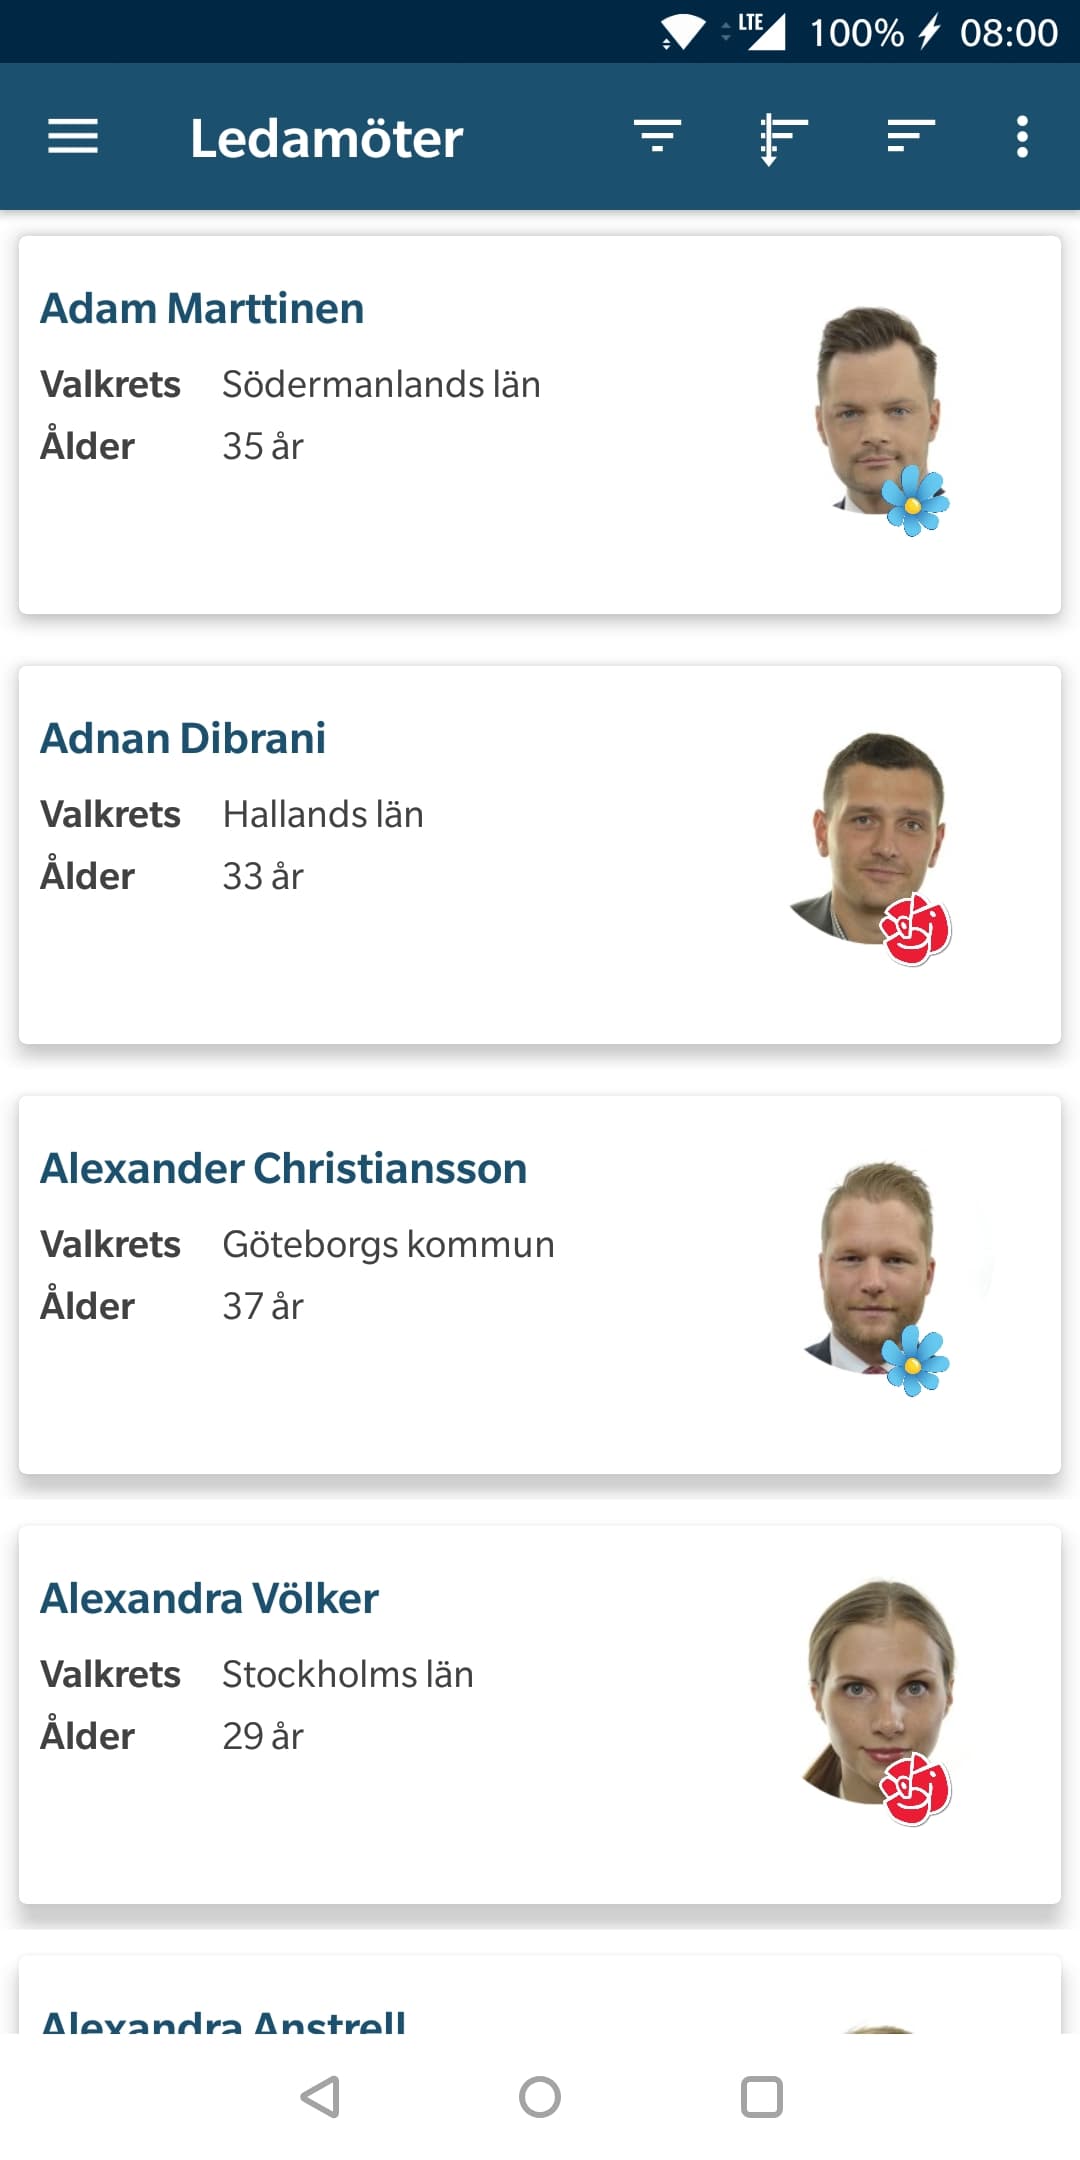 LTE 100% 08:00
Ledamöter
Adam Marttinen
Valkrets Södermanlands län
Ålder 35 år
Adnan Dibrani
Valkrets Hallands län
Ålder 33 år
Alexander Christiansson
Valkrets Göteborgs kommun
Ålder 37 år
Alexandra Völker
Valkrets Stockholms län
Ålder 29 år
Alexandra Anstrell